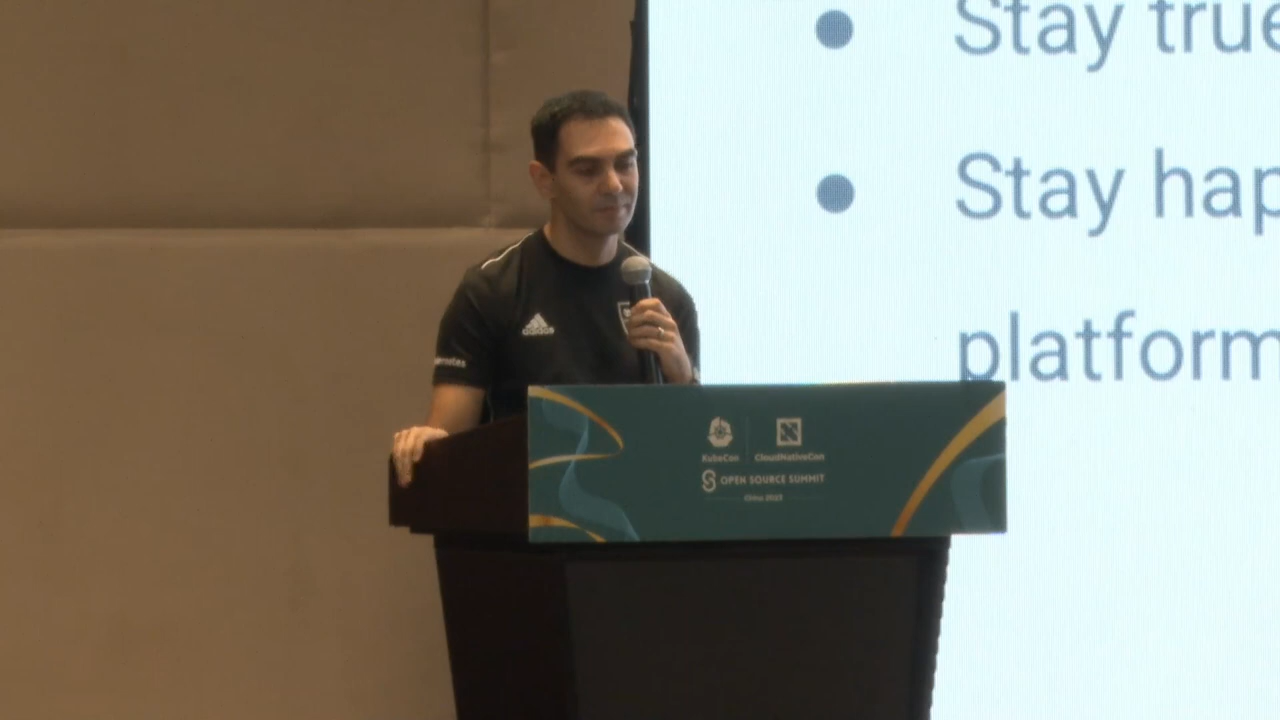 Stay true
Stay hap
platform
adidas
KubeCon
CloudNativeCon
OPEN SOURCE SUMMIT
China 2023